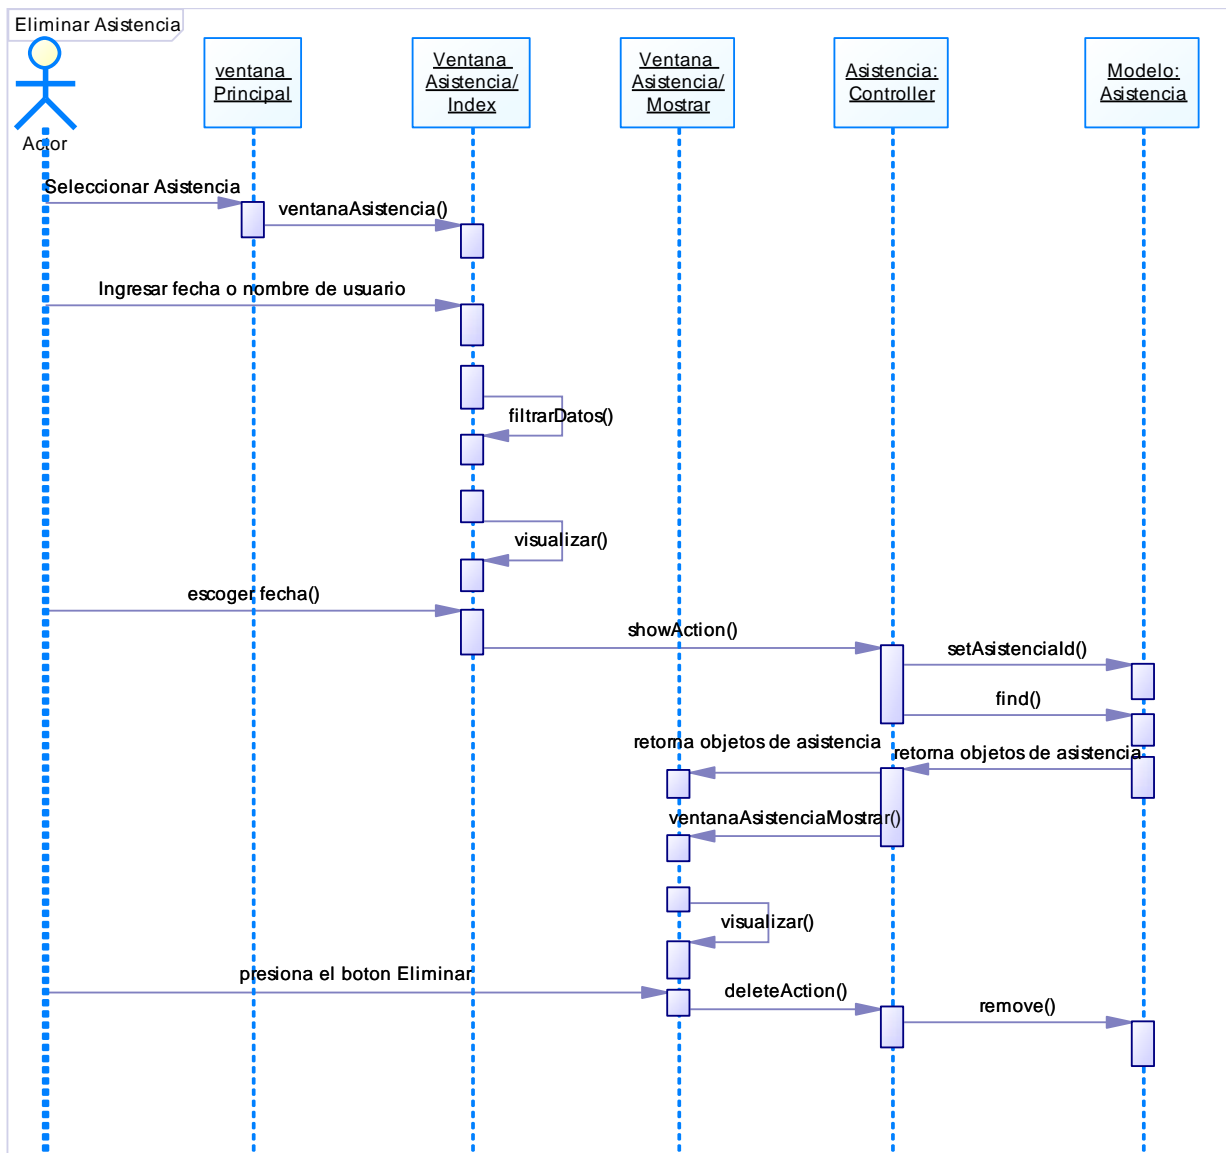 Eliminar Asistencia
Actor
ventana
Principal
Ventana
Asistencia/
Index
Ventana
Asistencia/
Mostrar
Asistencia:
Controller
Modelo:
Asistencia
Seleccionar Asistencia
ventanaAsistencia()
Ingresar fecha o nombre de usuario
filtrarDatos()
visualizar()
escoger fecha()
showAction()
setAsistenciaId()
find()
retorna objetos de asistencia
retorna objetos de asistencia
ventanaAsistenciaMostrar()
visualizar()
presiona el boton Eliminar
deleteAction()
remove()